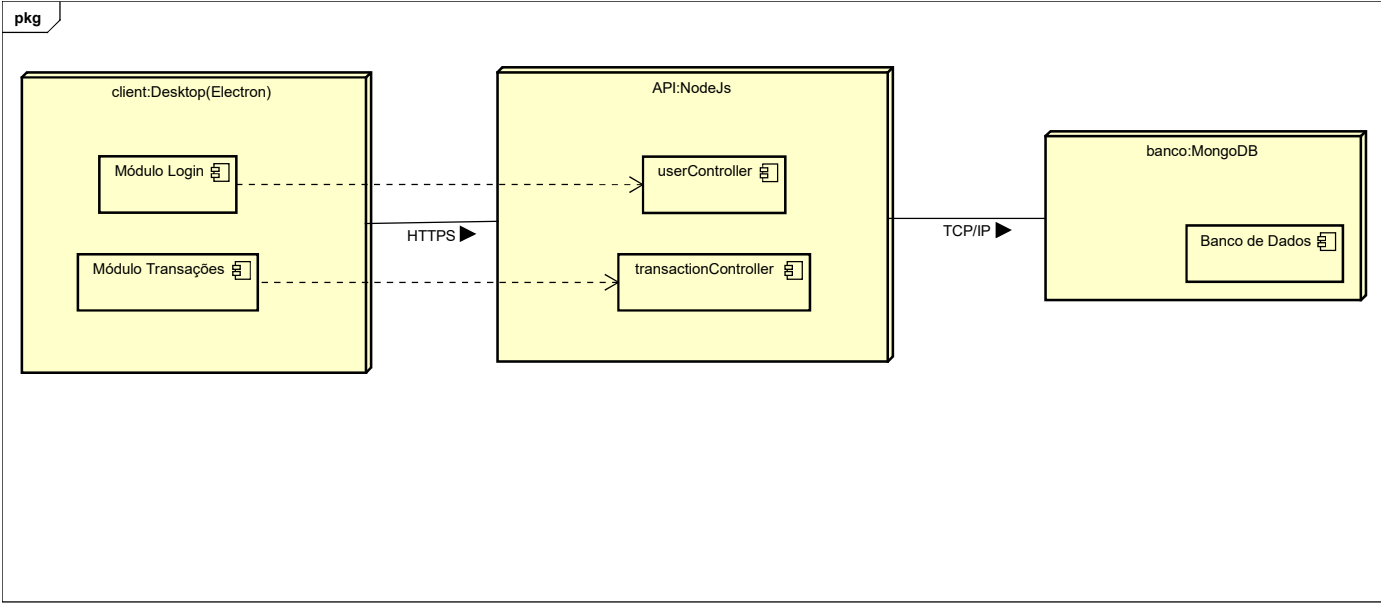 pkg
client:Desktop(Electron)
Módulo Login
Módulo Transações
HTTPS
API:NodeJs
userController
transactionController
TCP/IP
banco:MongoDB
Banco de Dados